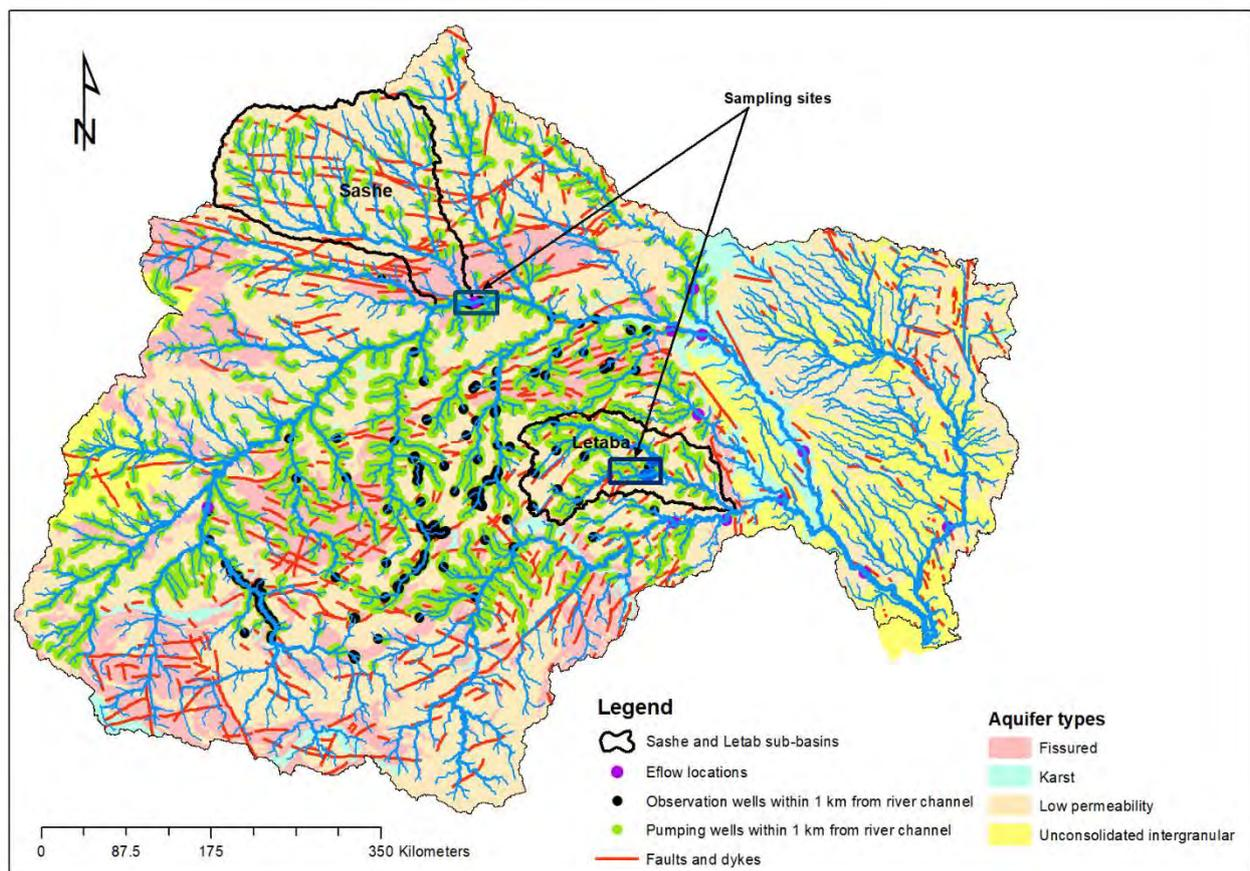 N
Sampling sites
Sashe
Letaba
Legend
Sashe and Letab sub-basins
Eflow locations
Observation wells within 1 km from river channel
Pumping wells within 1 km from river channel
Faults and dykes
Aquifer types
Fissured
Karst
Low permeability
Unconsolidated intergranular
0 87.5 175 350 Kilometers